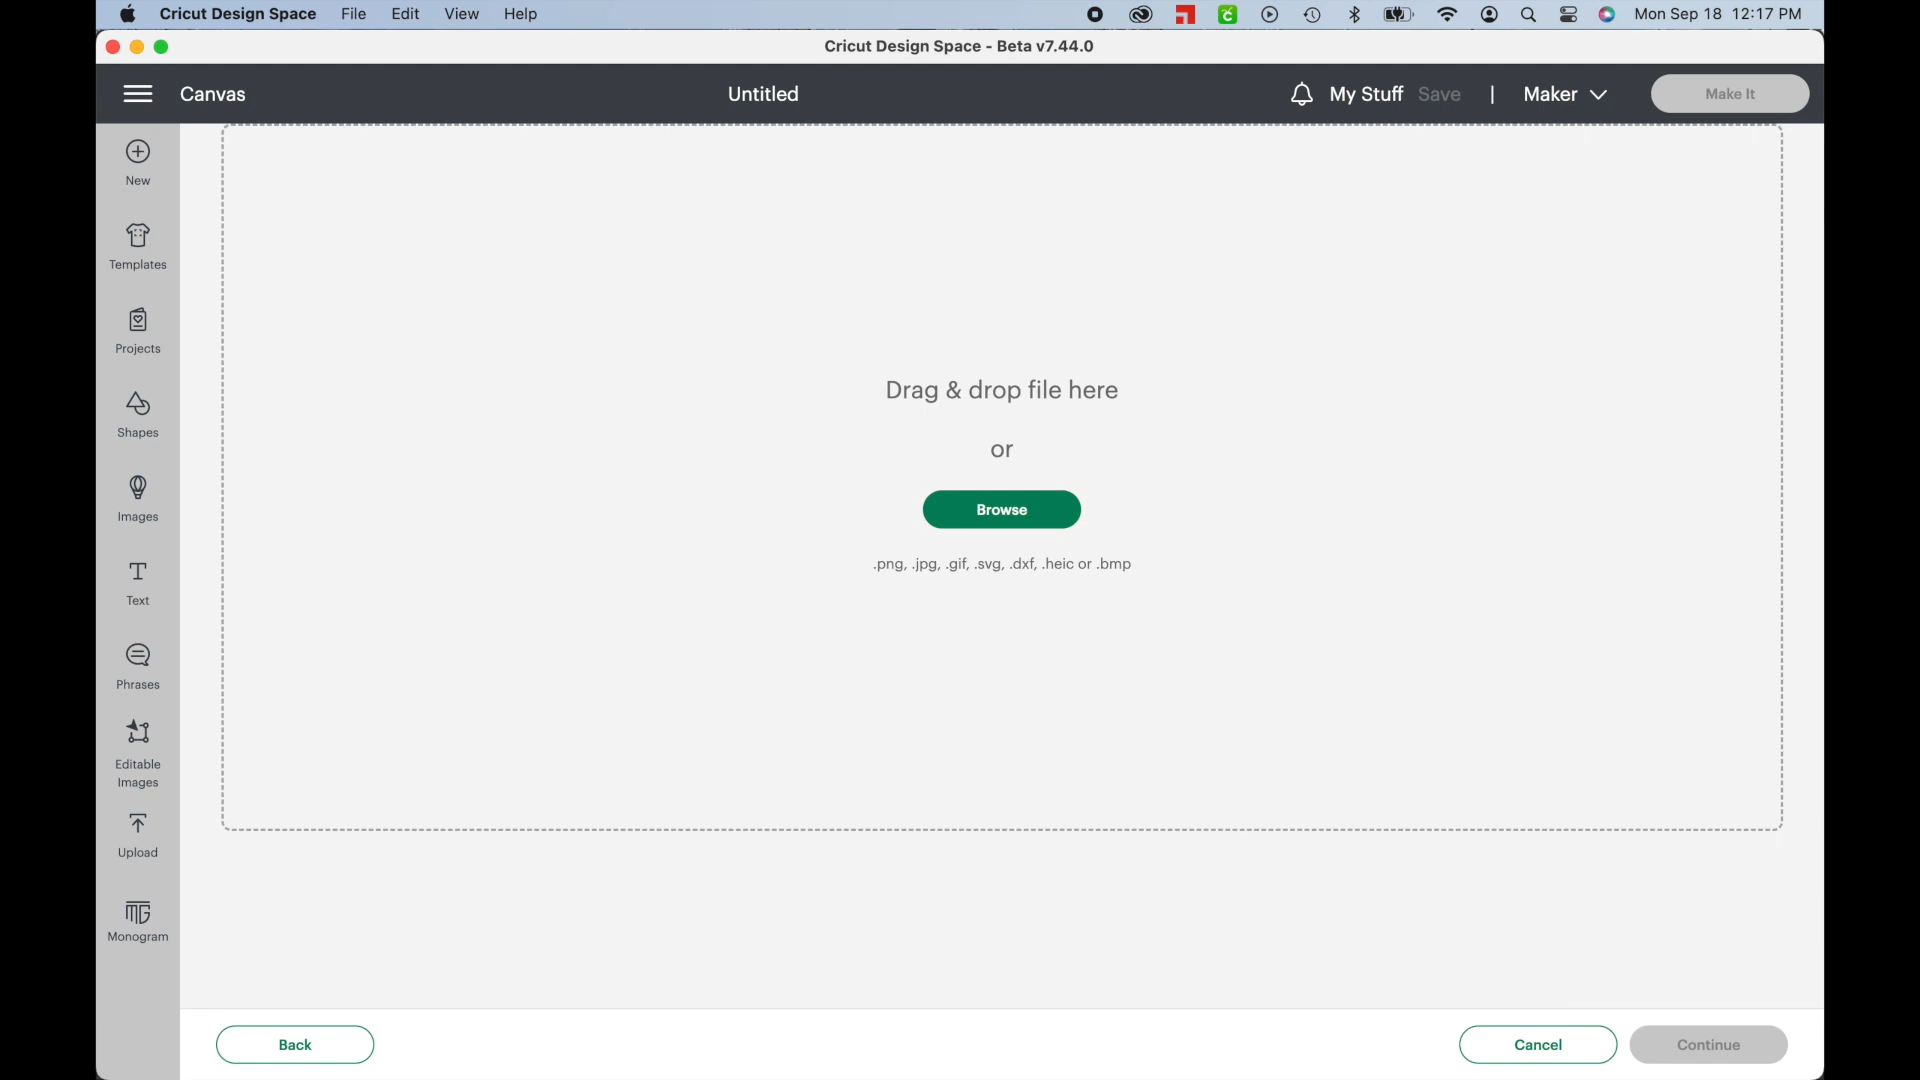 Cricut Design Space File Edit View Help Mon Sep 18 12:17 PM
Cricut Design Space - Beta v7.44.0
Canvas Untitled My Stuff Save | Maker Make It
New
Templates
Projects
Shapes
Images
Text
Phrases
Editable
Images
Upload
Monogram
Drag & drop file here
or
Browse
.png, .jpg, .gif, .svg, .dxf, .heic or .bmp
Back Cancel Continue